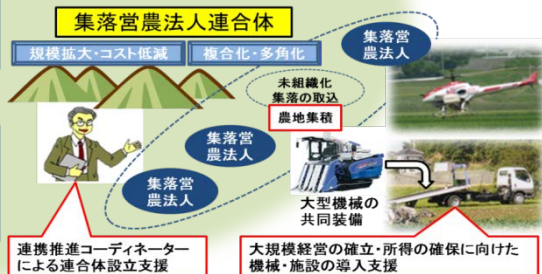 集落営農法人連合体
規模拡大・コスト低減
複合化・多角化
集落営
農法人
未組織化
集落の取込
農地集積
集落営
農法人
集落営
農法人
大型機械の
共同装備
連携推進コーディネーター
による連合体設立支援
大規模経営の確立・所得の確保に向けた
機械・施設の導入支援